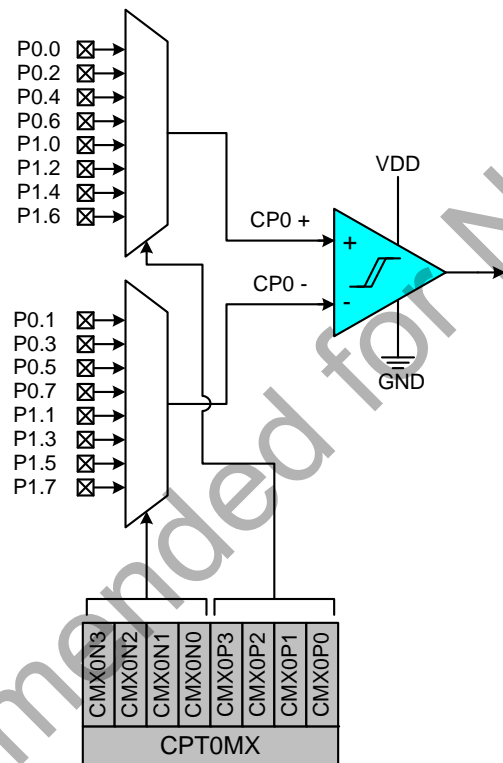 P0.0
P0.2
P0.4
P0.6
P1.0
P1.2
P1.4
P1.6
VDD
CP0 +
+
CP0 -
-
GND
P0.1
P0.3
P0.5
P0.7
P1.1
P1.3
P1.5
P1.7
CMX0N3
CMX0N2
CMX0N1
CMX0N0
CMX0P3
CMX0P2
CMX0P1
CMX0P0
CPT0MX
mended for N